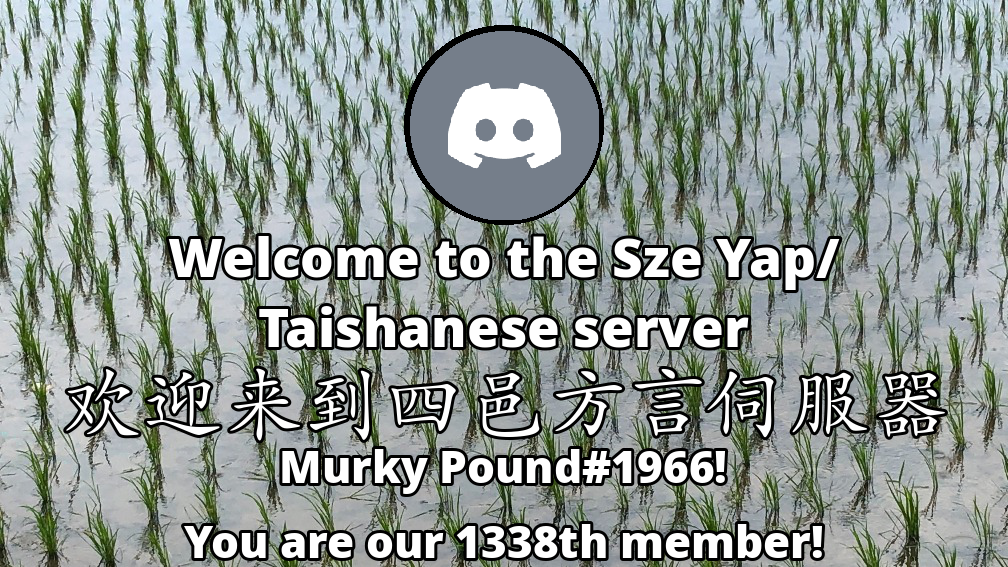 Welcome to the Sze Yap/
Taishanese server
欢迎来到四邑方言伺服器
Murky Pound#1966!
You are our 1338th member!